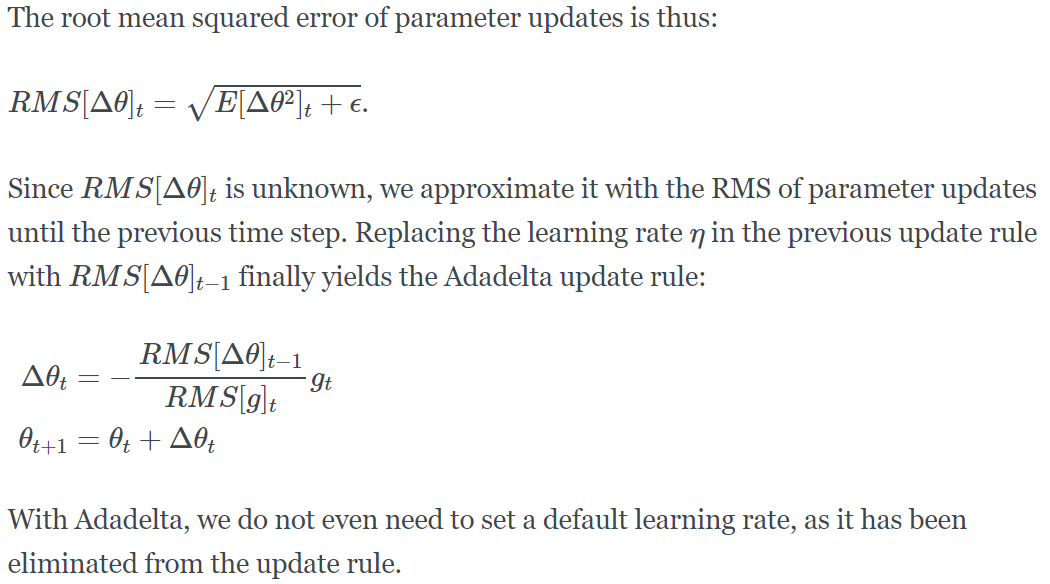 The root mean squared error of parameter updates is thus:
$RMS[\Delta\theta]_t = \sqrt{E[\Delta\theta^2]_t + \epsilon}.$
Since $RMS[\Delta\theta]_t$ is unknown, we approximate it with the RMS of parameter updates
until the previous time step. Replacing the learning rate $\eta$ in the previous update rule
with $RMS[\Delta\theta]_{t-1}$ finally yields the Adadelta update rule:
$\Delta\theta_t = -\frac{RMS[\Delta\theta]_{t-1}}{RMS[g]_t} g_t$
$\theta_{t+1} = \theta_t + \Delta\theta_t$
With Adadelta, we do not even need to set a default learning rate, as it has been
eliminated from the update rule.